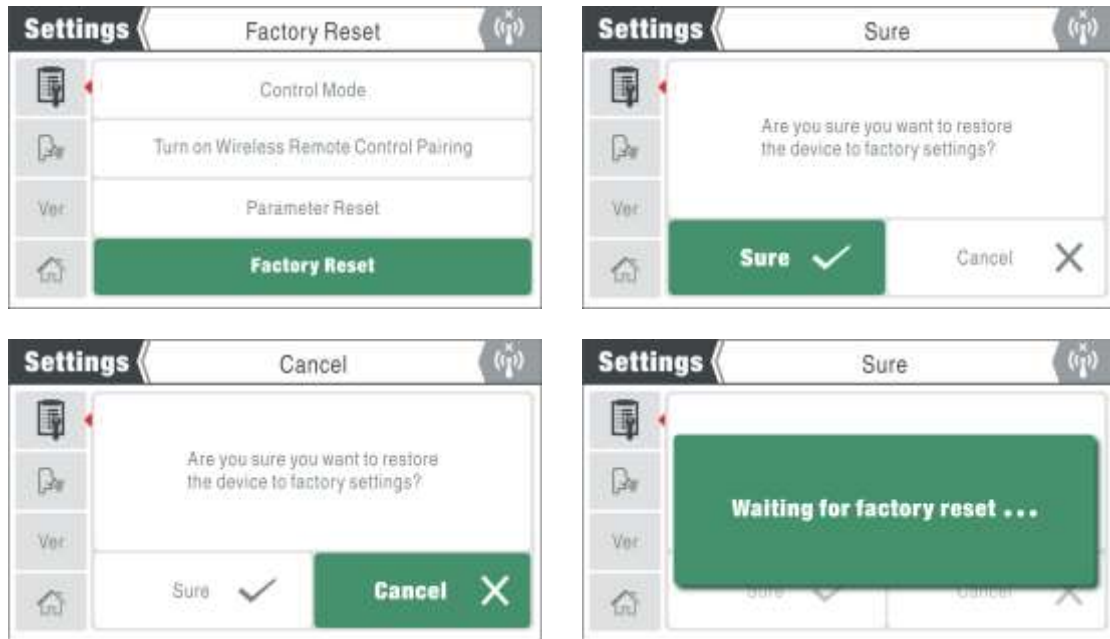 Settings
Factory Reset
Control Mode
Turn on Wireless Remote Control Pairing
Ver
Parameter Reset
Factory Reset
Settings
Sure
Are you sure you want to restore
the device to factory settings?
Ver
Sure
Cancel
Settings
Cancel
Are you sure you want to restore
the device to factory settings?
Ver
Sure
Cancel
Settings
Sure
Waiting for factory reset ...
Ver
Sure
Cancel